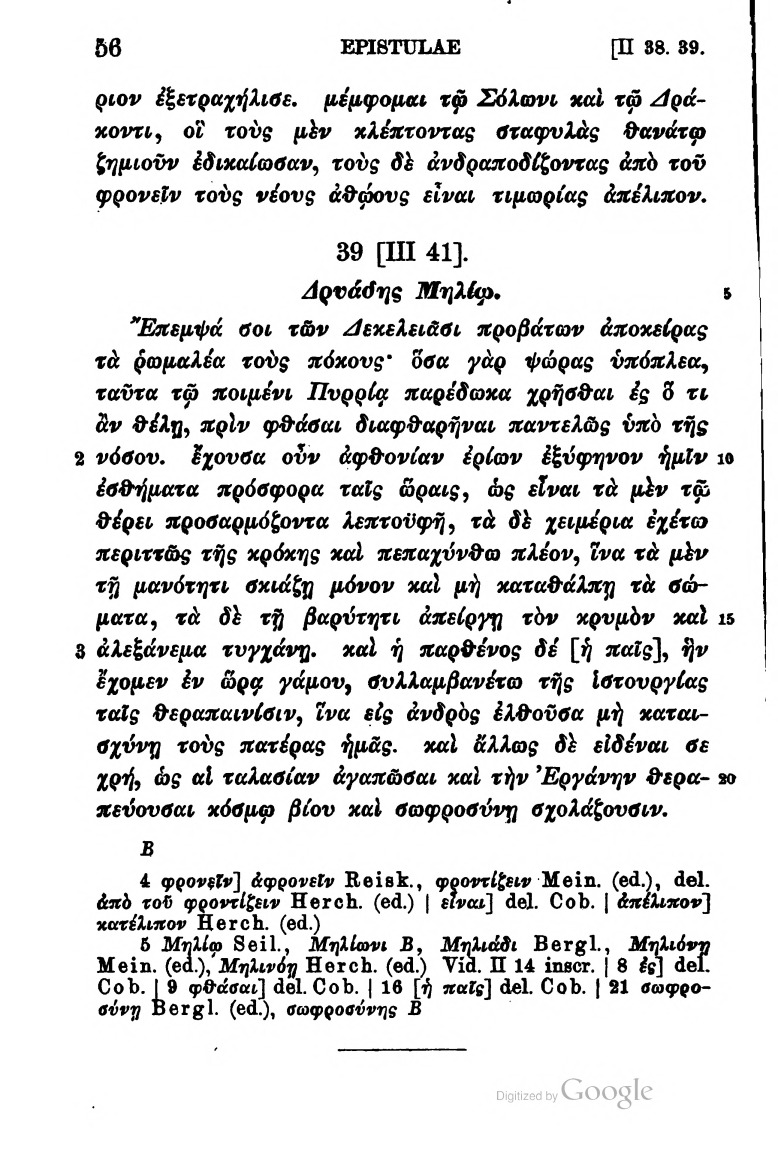 56 EPISTULAE [II 38. 39.
ριον ἐξετραχήλισε. μέμφομαι τῷ Σόλωνι καὶ τῷ Δρά-
κοντι, οἳ τοὺς μὲν κλέπτοντας σταφυλὰς θανάτῳ
ζημιοῦν ἐδικαίωσαν, τοὺς δὲ ἀνδραποδίζοντας ἀπὸ τοῦ
φρονεῖν τοὺς νέους ἀθῴους εἶναι τιμωρίας ἀπέλιπον.
39 [III 41].
Δρυάδης Μηλίῳ. 5
Ἔπεμψά σοι τῶν Δεκελειᾶσι προβάτων ἀποκείρας
τὰ ῥωμαλέα τοὺς πόκους· ὅσα γὰρ ψώρας ὑπόπλεα,
ταῦτα τῷ ποιμένι Πυρρίᾳ παρέδωκα χρῆσθαι ἐς ὅ τι
ἂν θέλῃ, πρὶν φθάσαι διαφθαρῆναι παντελῶς ὑπὸ τῆς
2 νόσου. ἔχουσα οὖν ἀφθονίαν ἐρίων ἐξύφηνον ἡμῖν 10
ἐσθήματα πρόσφορα ταῖς ὥραις, ὡς εἶναι τὰ μὲν τῷ
θέρει προσαρμόζοντα λεπτοϋφῆ, τὰ δὲ χειμέρια ἐχέτω
περιττῶς τῆς κρόκης καὶ πεπαχύνθω πλέον, ἵνα τὰ μὲν
τῇ μανότητι σκιάζῃ μόνον καὶ μὴ καταθάλπῃ τὰ σώ-
ματα, τὰ δὲ τῇ βαρύτητι ἀπείργῃ τὸν κρυμὸν καὶ 15
3 ἀλεξάνεμα τυγχάνῃ. καὶ ἡ παρθένος δέ [ἡ παῖς], ἣν
ἔχομεν ἐν ὥρᾳ γάμου, συλλαμβανέτω τῆς ἱστουργίας
ταῖς θεραπαινίσιν, ἵνα εἰς ἀνδρὸς ἐλθοῦσα μὴ καται-
σχύνῃ τοὺς πατέρας ἡμᾶς. καὶ ἄλλως δὲ εἰδέναι σε
χρή, ὡς αἱ ταλασίαν ἀγαπῶσαι καὶ τὴν Ἐργάνην θερα- 20
πεύουσαι κόσμῳ βίου καὶ σωφροσύνῃ σχολάζουσιν.
B
4 φρονεῖν] ἀφρονεῖν Reisk., φροντίζειν Mein. (ed.), del.
ἀπὸ τοῦ φροντίζειν Herch. (ed.) | εἶναι] del. Cob. | ἀπέλιπον]
κατέλιπον Herch. (ed.)
5 Μηλίῳ Seil., Μηλίωνι B, Μηλιάδι Bergl., Μηλιόνῃ
Mein. (ed.), Μηλινόῃ Herch. (ed.) Vid. II 14 inscr. | 8 ἐς] del.
Cob. | 9 φθάσαι] del. Cob. | 16 [ἡ παῖς] del. Cob. | 21 σωφρο-
σύνῃ Bergl. (ed.), σωφροσύνης B
Digitized by Google